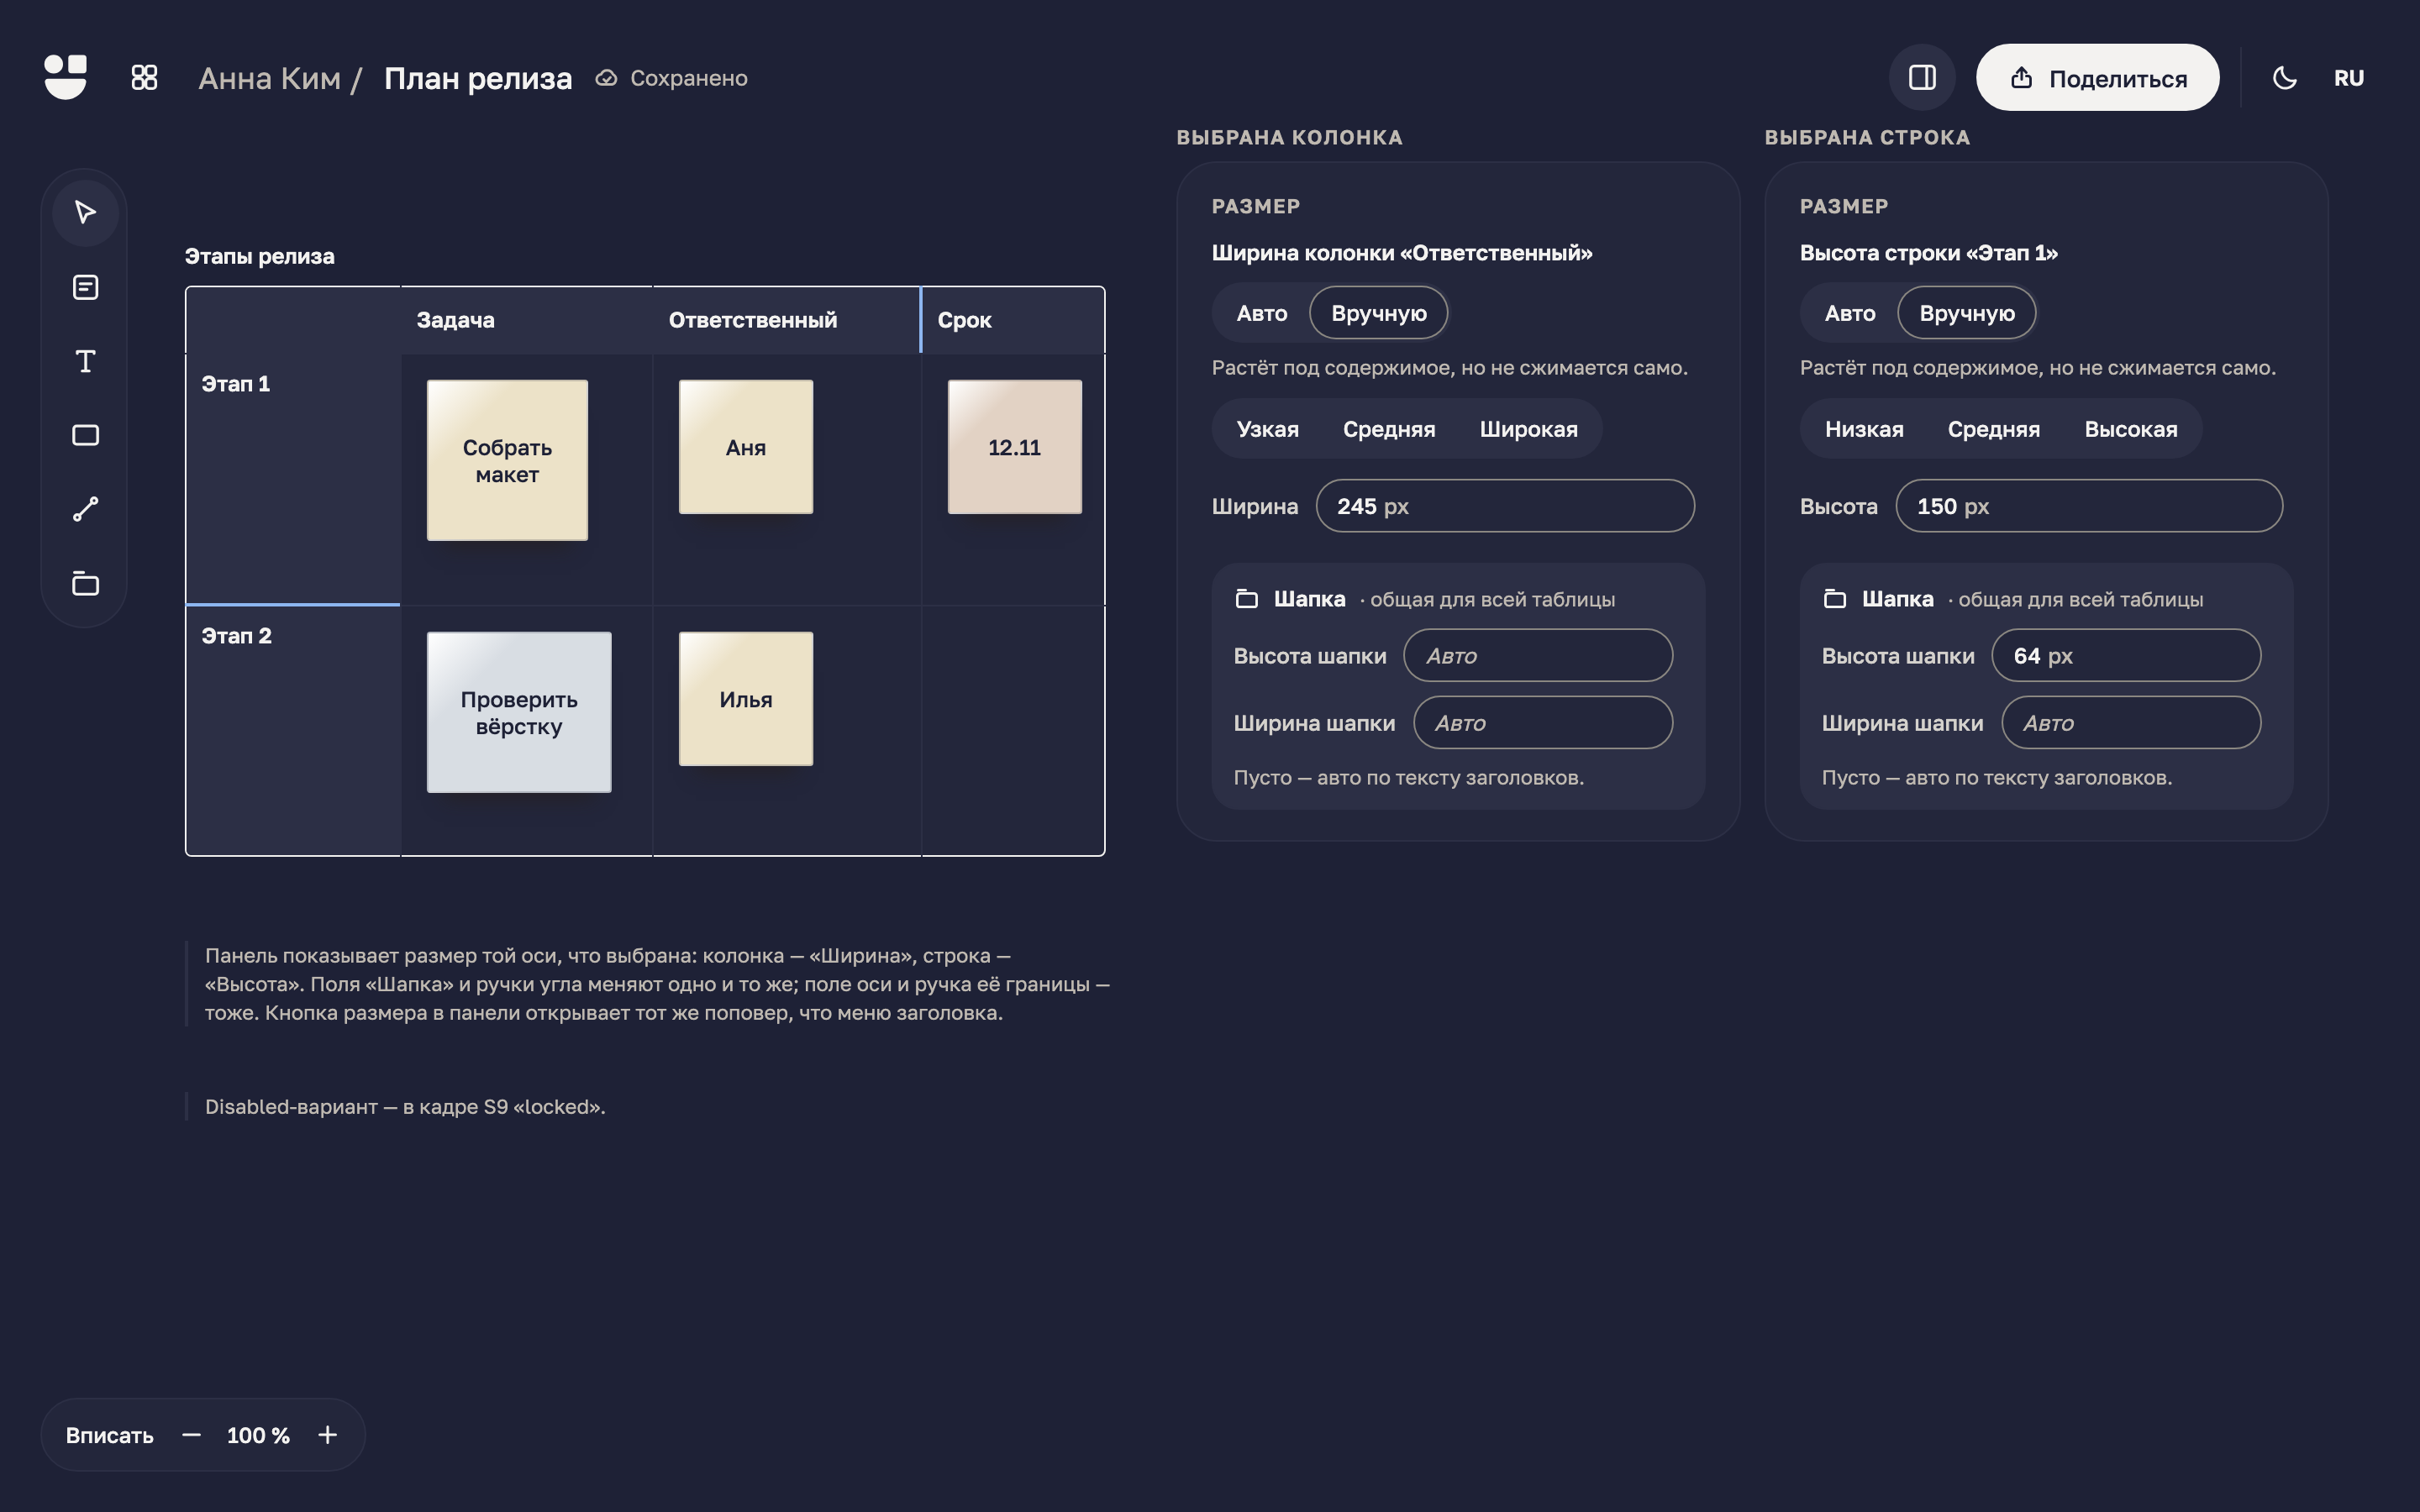 Анна Ким / План релиза Сохранено
Поделиться RU
Этапы релиза
Задача Ответственный Срок
Этап 1
Собрать
макет
Аня
12.11
Этап 2
Проверить
вёрстку
Илья
Панель показывает размер той оси, что выбрана: колонка — «Ширина», строка —
«Высота». Поля «Шапка» и ручки угла меняют одно и то же; поле оси и ручка её границы —
тоже. Кнопка размера в панели открывает тот же поповер, что меню заголовка.
Disabled-вариант — в кадре S9 «locked».
ВЫБРАНА КОЛОНКА
РАЗМЕР
Ширина колонки «Ответственный»
Авто Вручную
Растёт под содержимое, но не сжимается само.
Узкая Средняя Широкая
Ширина 245 px
Шапка · общая для всей таблицы
Высота шапки Авто
Ширина шапки Авто
Пусто — авто по тексту заголовков.
ВЫБРАНА СТРОКА
РАЗМЕР
Высота строки «Этап 1»
Авто Вручную
Растёт под содержимое, но не сжимается само.
Низкая Средняя Высокая
Высота 150 px
Шапка · общая для всей таблицы
Высота шапки 64 px
Ширина шапки Авто
Пусто — авто по тексту заголовков.
Вписать — 100 % +